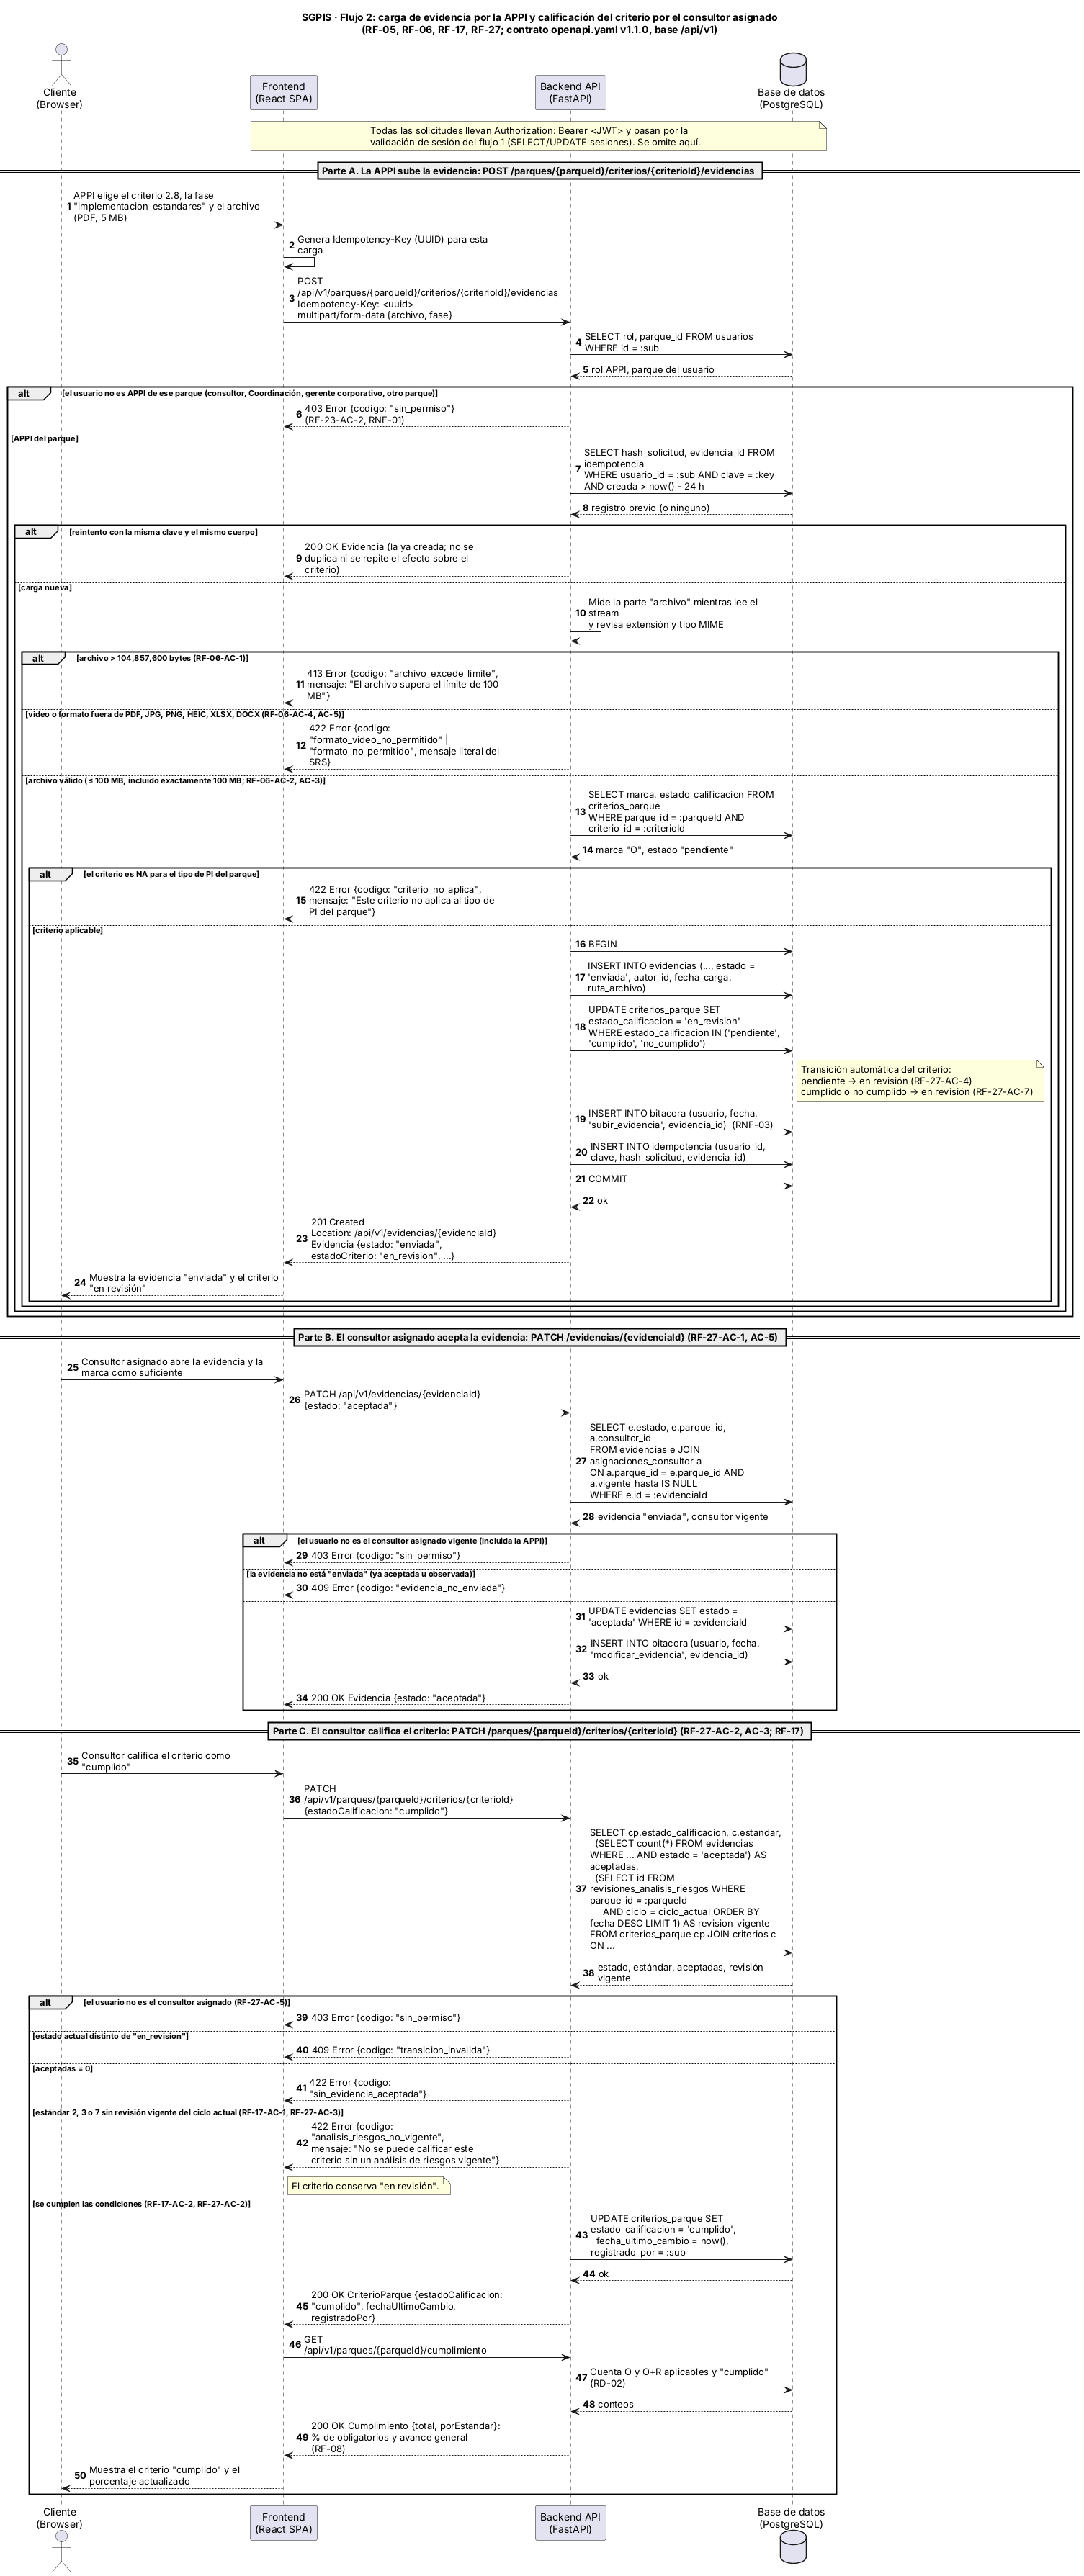 SGPIS · Flujo 2: carga de evidencia por la APPI y calificación del criterio por el consultor asignado
(RF-05, RF-06, RF-17, RF-27; contrato openapi.yaml v1.1.0, base /api/v1)
Cliente
(Browser)
Frontend
(React SPA)
Backend API
(FastAPI)
Base de datos
(PostgreSQL)
Todas las solicitudes llevan Authorization: Bearer <JWT> y pasan por la
validación de sesión del flujo 1 (SELECT/UPDATE sesiones). Se omite aquí.
Parte A. La APPI sube la evidencia: POST /parques/{parqueId}/criterios/{criterioId}/evidencias
1 APPI elige el criterio 2.8, la fase
"implementacion_estandares" y el archivo
(PDF, 5 MB)
2 Genera Idempotency-Key (UUID) para esta
carga
3 POST
/api/v1/parques/{parqueId}/criterios/{criterioId}/evidencias
Idempotency-Key: <uuid>
multipart/form-data {archivo, fase}
4 SELECT rol, parque_id FROM usuarios
WHERE id = :sub
5 rol APPI, parque del usuario
alt [el usuario no es APPI de ese parque (consultor, Coordinación, gerente corporativo, otro parque)]
6 403 Error {codigo: "sin_permiso"}
(RF-23-AC-2, RNF-01)
[APPI del parque]
7 SELECT hash_solicitud, evidencia_id FROM
idempotencia
WHERE usuario_id = :sub AND clave = :key
AND creada > now() - 24 h
8 registro previo (o ninguno)
alt [reintento con la misma clave y el mismo cuerpo]
9 200 OK Evidencia (la ya creada; no se
duplica ni se repite el efecto sobre el
criterio)
[carga nueva]
10 Mide la parte "archivo" mientras lee el
stream
y revisa extensión y tipo MIME
alt [archivo > 104,857,600 bytes (RF-06-AC-1)]
11 413 Error {codigo: "archivo_excede_limite",
mensaje: "El archivo supera el límite de 100
MB"}
[video o formato fuera de PDF, JPG, PNG, HEIC, XLSX, DOCX (RF-06-AC-4, AC-5)]
12 422 Error {codigo:
"formato_video_no_permitido" |
"formato_no_permitido", mensaje literal del
SRS}
[archivo válido (≤ 100 MB, incluido exactamente 100 MB; RF-06-AC-2, AC-3)]
13 SELECT marca, estado_calificacion FROM
criterios_parque
WHERE parque_id = :parqueId AND
criterio_id = :criterioId
14 marca "O", estado "pendiente"
alt [el criterio es NA para el tipo de PI del parque]
15 422 Error {codigo: "criterio_no_aplica",
mensaje: "Este criterio no aplica al tipo de
PI del parque"}
[criterio aplicable]
16 BEGIN
17 INSERT INTO evidencias (..., estado =
'enviada', autor_id, fecha_carga,
ruta_archivo)
18 UPDATE criterios_parque SET
estado_calificacion = 'en_revision'
WHERE estado_calificacion IN ('pendiente',
'cumplido', 'no_cumplido')
Transición automática del criterio:
pendiente → en revisión (RF-27-AC-4)
cumplido o no cumplido → en revisión (RF-27-AC-7)
19 INSERT INTO bitacora (usuario, fecha,
'subir_evidencia', evidencia_id) (RNF-03)
20 INSERT INTO idempotencia (usuario_id,
clave, hash_solicitud, evidencia_id)
21 COMMIT
22 ok
23 201 Created
Location: /api/v1/evidencias/{evidenciaId}
Evidencia {estado: "enviada",
estadoCriterio: "en_revision", ...}
24 Muestra la evidencia "enviada" y el criterio
"en revisión"
Parte B. El consultor asignado acepta la evidencia: PATCH /evidencias/{evidenciaId} (RF-27-AC-1, AC-5)
25 Consultor asignado abre la evidencia y la
marca como suficiente
26 PATCH /api/v1/evidencias/{evidenciaId}
{estado: "aceptada"}
27 SELECT e.estado, e.parque_id,
a.consultor_id
FROM evidencias e JOIN
asignaciones_consultor a
ON a.parque_id = e.parque_id AND
a.vigente_hasta IS NULL
WHERE e.id = :evidenciaId
28 evidencia "enviada", consultor vigente
alt [el usuario no es el consultor asignado vigente (incluida la APPI)]
29 403 Error {codigo: "sin_permiso"}
[la evidencia no está "enviada" (ya aceptada u observada)]
30 409 Error {codigo: "evidencia_no_enviada"}
31 UPDATE evidencias SET estado =
'aceptada' WHERE id = :evidenciaId
32 INSERT INTO bitacora (usuario, fecha,
'modificar_evidencia', evidencia_id)
33 ok
34 200 OK Evidencia {estado: "aceptada"}
Parte C. El consultor califica el criterio: PATCH /parques/{parqueId}/criterios/{criterioId} (RF-27-AC-2, AC-3; RF-17)
35 Consultor califica el criterio como
"cumplido"
36 PATCH
/api/v1/parques/{parqueId}/criterios/{criterioId}
{estadoCalificacion: "cumplido"}
37 SELECT cp.estado_calificacion, c.estandar,
(SELECT count(*) FROM evidencias
WHERE ... AND estado = 'aceptada') AS
aceptadas,
(SELECT id FROM
revisiones_analisis_riesgos WHERE
parque_id = :parqueId
AND ciclo = ciclo_actual ORDER BY
fecha DESC LIMIT 1) AS revision_vigente
FROM criterios_parque cp JOIN criterios c
ON ...
38 estado, estándar, aceptadas, revisión
vigente
alt [el usuario no es el consultor asignado (RF-27-AC-5)]
39 403 Error {codigo: "sin_permiso"}
[estado actual distinto de "en_revision"]
40 409 Error {codigo: "transicion_invalida"}
[aceptadas = 0]
41 422 Error {codigo:
"sin_evidencia_aceptada"}
[estándar 2, 3 o 7 sin revisión vigente del ciclo actual (RF-17-AC-1, RF-27-AC-3)]
42 422 Error {codigo:
"analisis_riesgos_no_vigente",
mensaje: "No se puede calificar este
criterio sin un análisis de riesgos vigente"}
El criterio conserva "en revisión".
[se cumplen las condiciones (RF-17-AC-2, RF-27-AC-2)]
43 UPDATE criterios_parque SET
estado_calificacion = 'cumplido',
fecha_ultimo_cambio = now(),
registrado_por = :sub
44 ok
45 200 OK CriterioParque {estadoCalificacion:
"cumplido", fechaUltimoCambio,
registradoPor}
46 GET
/api/v1/parques/{parqueId}/cumplimiento
47 Cuenta O y O+R aplicables y "cumplido"
(RD-02)
48 conteos
49 200 OK Cumplimiento {total, porEstandar}:
% de obligatorios y avance general
(RF-08)
50 Muestra el criterio "cumplido" y el
porcentaje actualizado
Cliente
(Browser)
Frontend
(React SPA)
Backend API
(FastAPI)
Base de datos
(PostgreSQL)